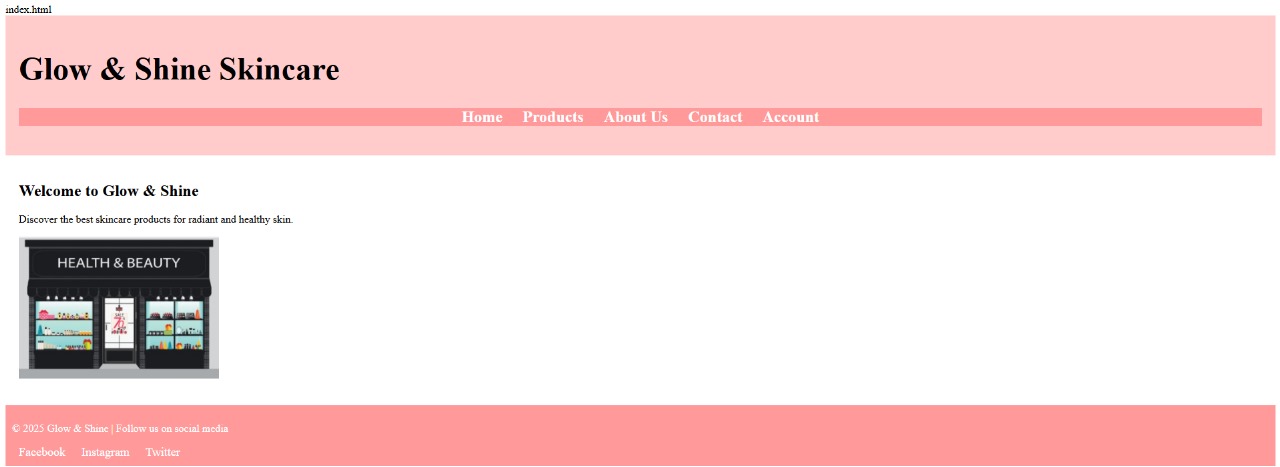 index.html
Glow & Shine Skincare
Home Products About Us Contact Account
Welcome to Glow & Shine
Discover the best skincare products for radiant and healthy skin.
HEALTH & BEAUTY
SALE
© 2025 Glow & Shine | Follow us on social media
Facebook Instagram Twitter